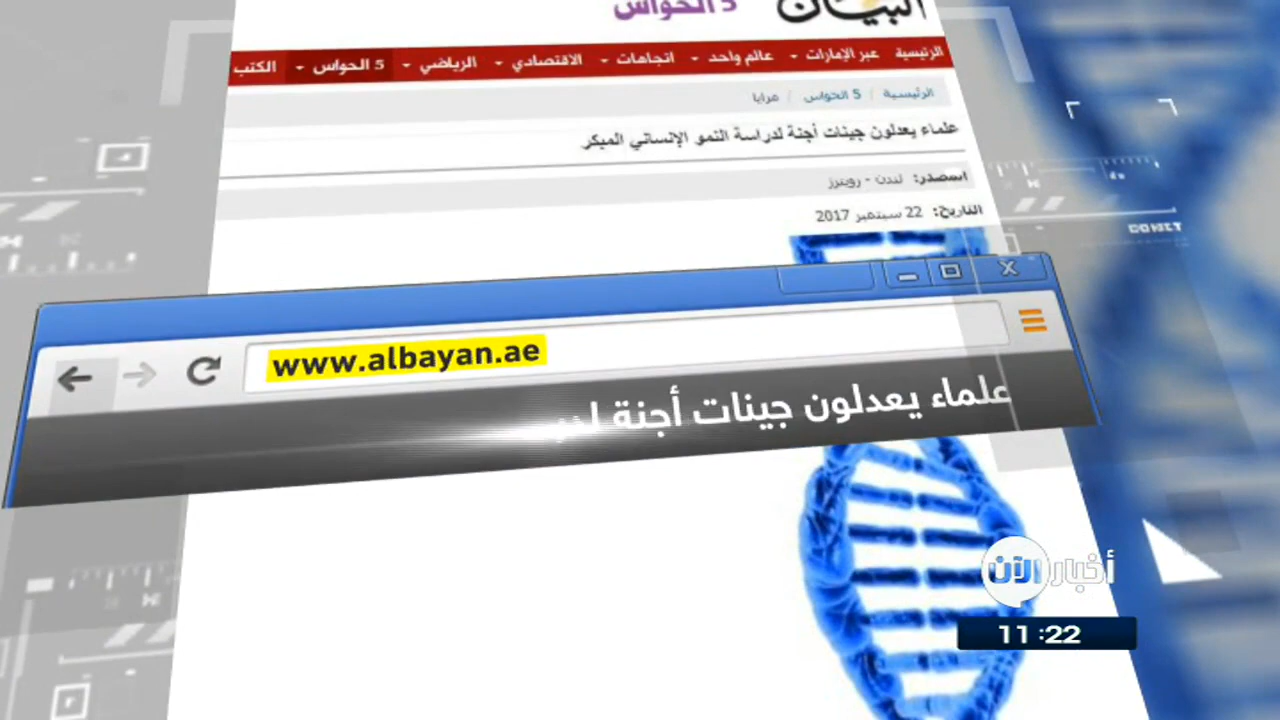 البيان
5 الحواس
الرئيسية عبر الإمارات عالم واحد اتجاهات الاقتصادي الرياضي 5 الحواس الكتب
الرئيسية / 5 الحواس / مرايا
علماء يعدلون جينات أجنة لدراسة النمو الإنساني المبكر
المصدر: لندن - رويترز
التاريخ: 22 سبتمبر 2017
www.albayan.ae
علماء يعدلون جينات أجنة
أخبار الآن
11:22